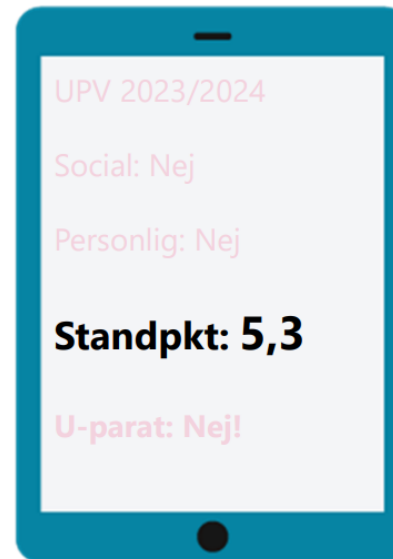 UPV 2023/2024
Social: Nej
Personlig: Nej
Standpkt: 5,3
U-parat: Nej!